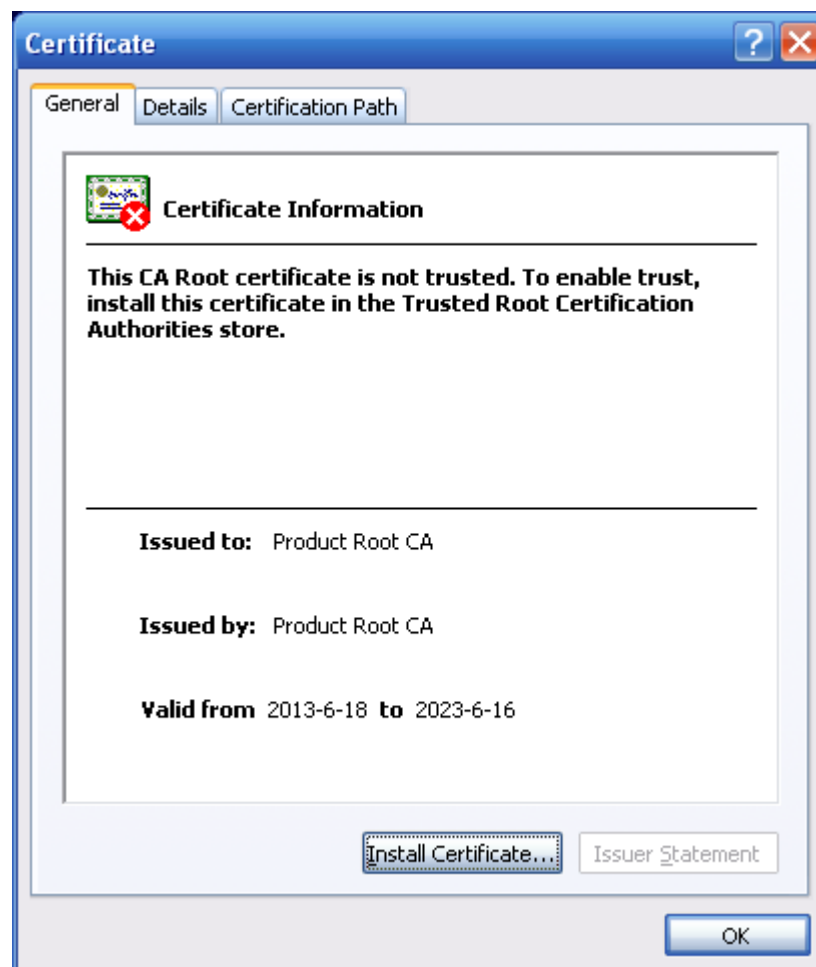 Certificate
General Details Certification Path
Certificate Information
This CA Root certificate is not trusted. To enable trust,
install this certificate in the Trusted Root Certification
Authorities store.
Issued to: Product Root CA
Issued by: Product Root CA
Valid from 2013-6-18 to 2023-6-16
Install Certificate... Issuer Statement
OK